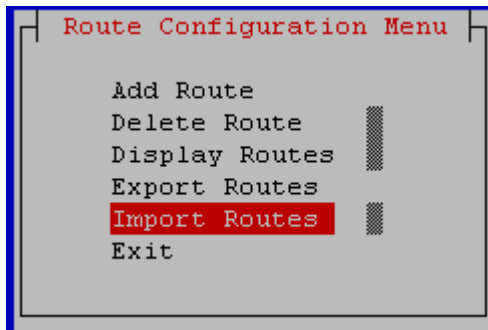 Route Configuration Menu
Add Route
Delete Route
Display Routes
Export Routes
Import Routes
Exit